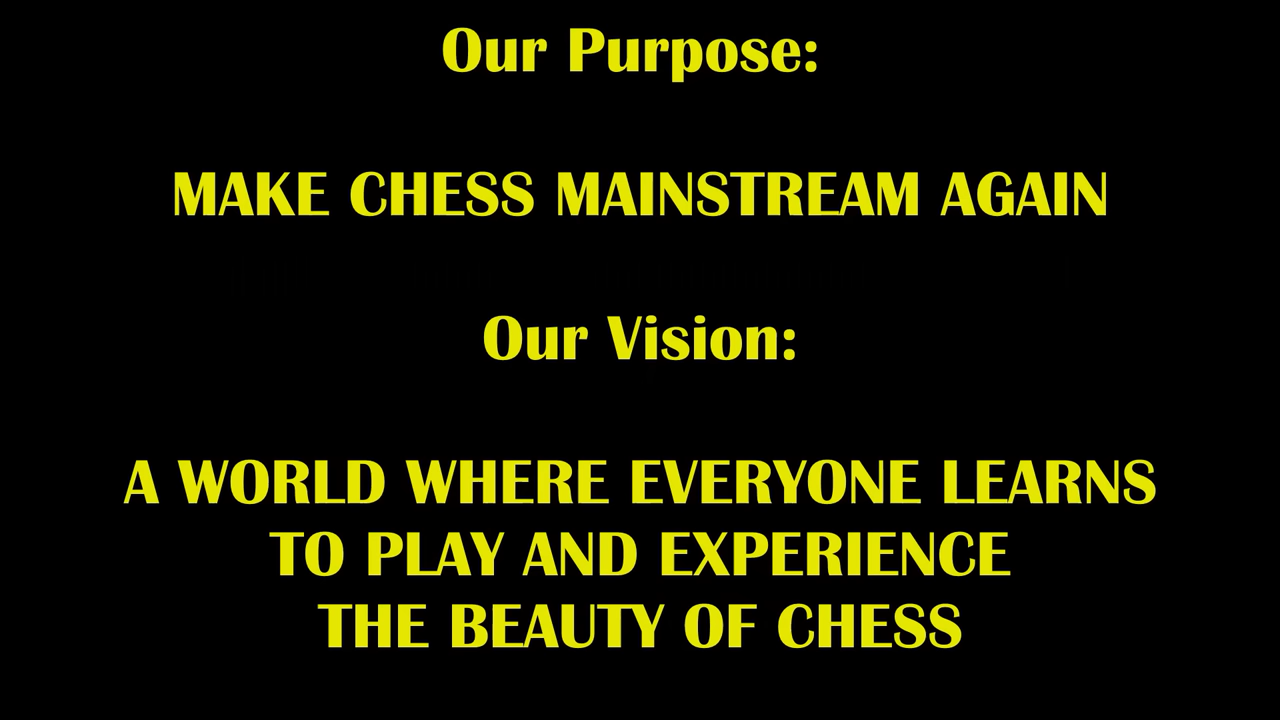 Our Purpose:
MAKE CHESS MAINSTREAM AGAIN
Our Vision:
A WORLD WHERE EVERYONE LEARNS
TO PLAY AND EXPERIENCE
THE BEAUTY OF CHESS